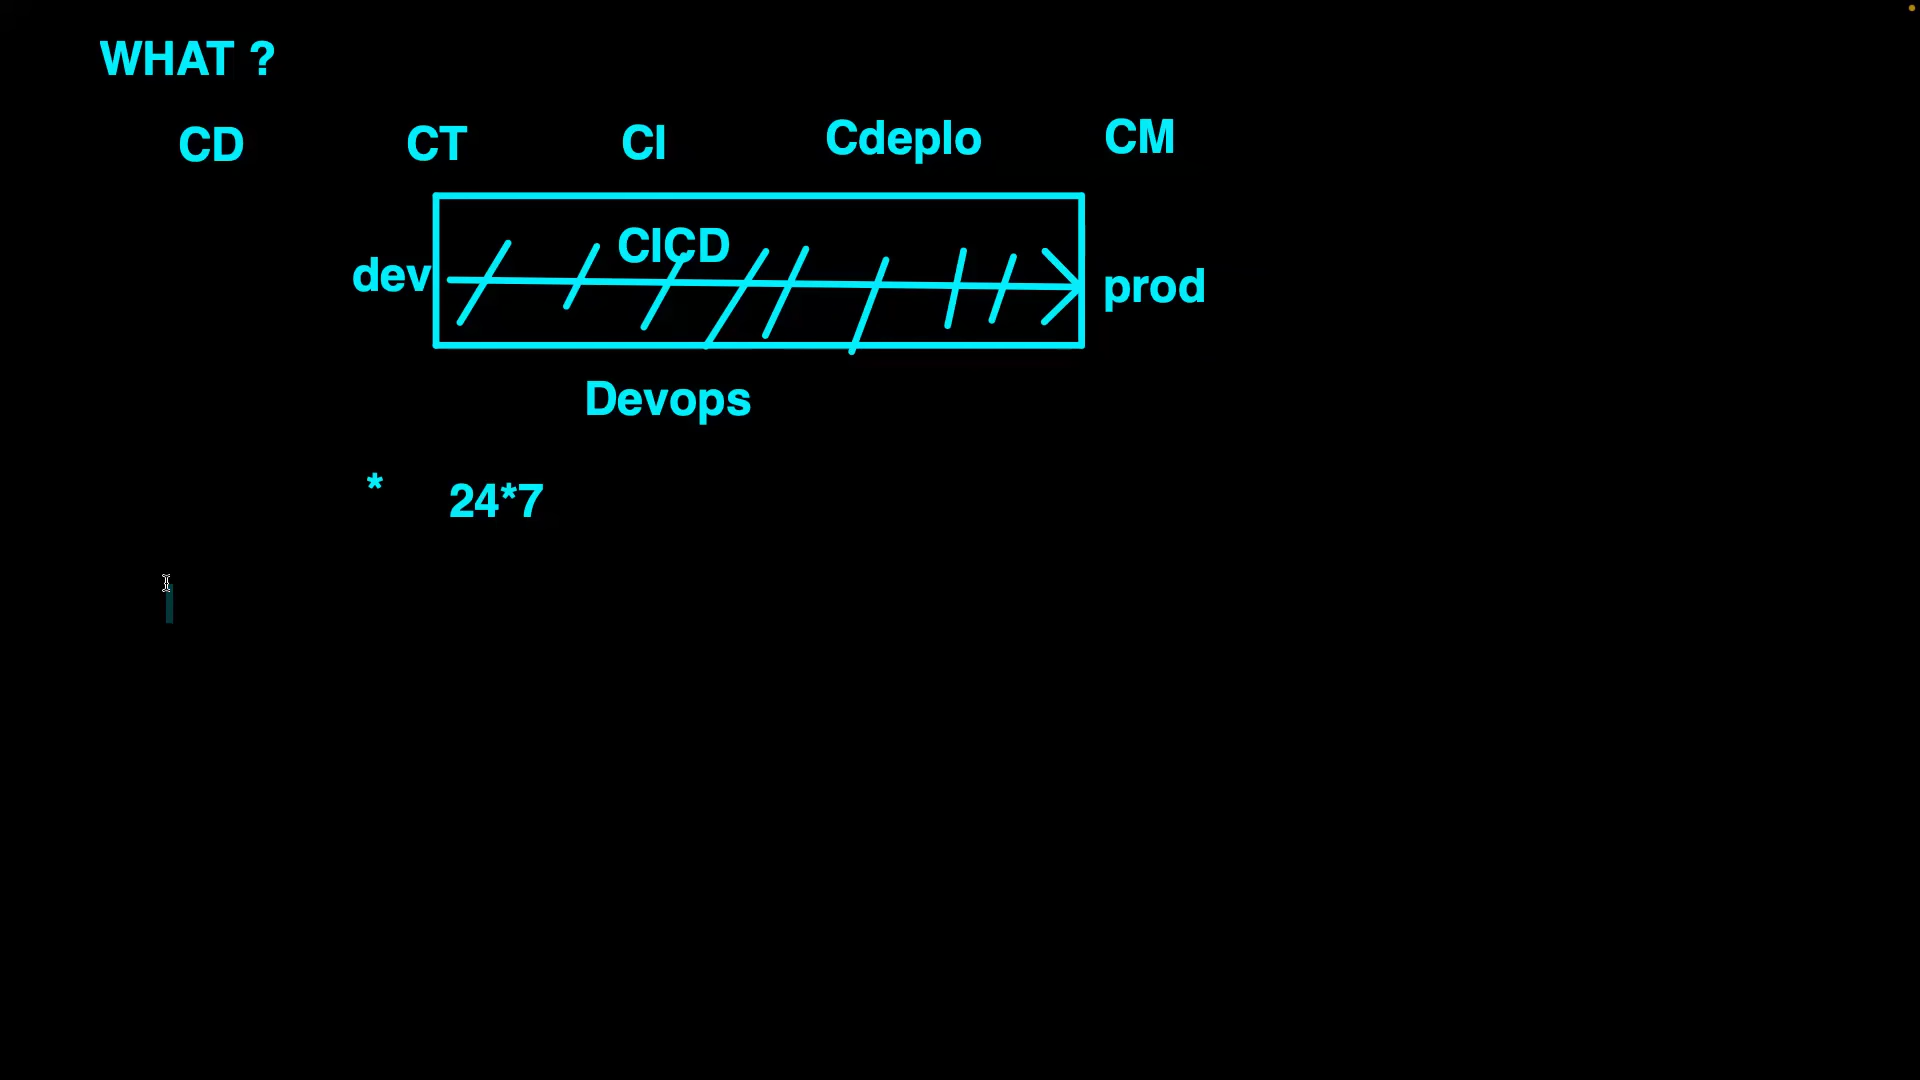 WHAT ?
CD CT CI Cdeplo CM
CICD
dev prod
Devops
* 24*7